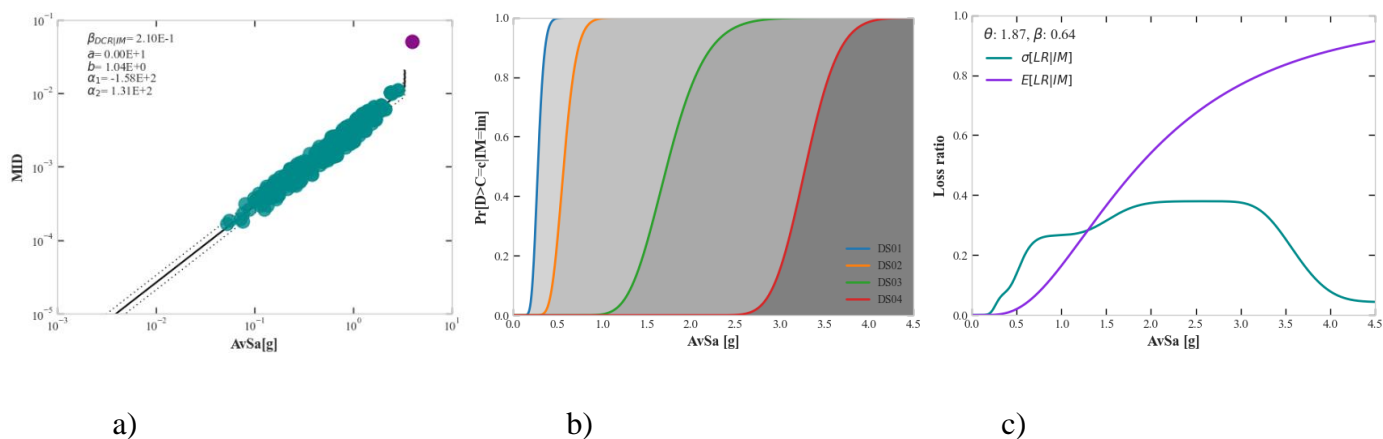 β_{DCR|IM} = 2.10E-1
a= 0.00E+1
b= 1.04E+0
α_1= -1.58E+2
α_2= 1.31E+2
MID
10^{-1}
10^{-2}
10^{-3}
10^{-4}
10^{-5}
10^{-3} 10^{-2} 10^{-1} 10^0 10^1
AvSa[g]
Pr[D>C=c|IM=im]
1.0
0.8
0.6
0.4
0.2
0.0
DS01
DS02
DS03
DS04
0.0 0.5 1.0 1.5 2.0 2.5 3.0 3.5 4.0 4.5
AvSa [g]
θ: 1.87, β: 0.64
σ[LR|IM]
E[LR|IM]
Loss ratio
1.0
0.8
0.6
0.4
0.2
0.0
0.0 0.5 1.0 1.5 2.0 2.5 3.0 3.5 4.0 4.5
AvSa [g]
a) b) c)